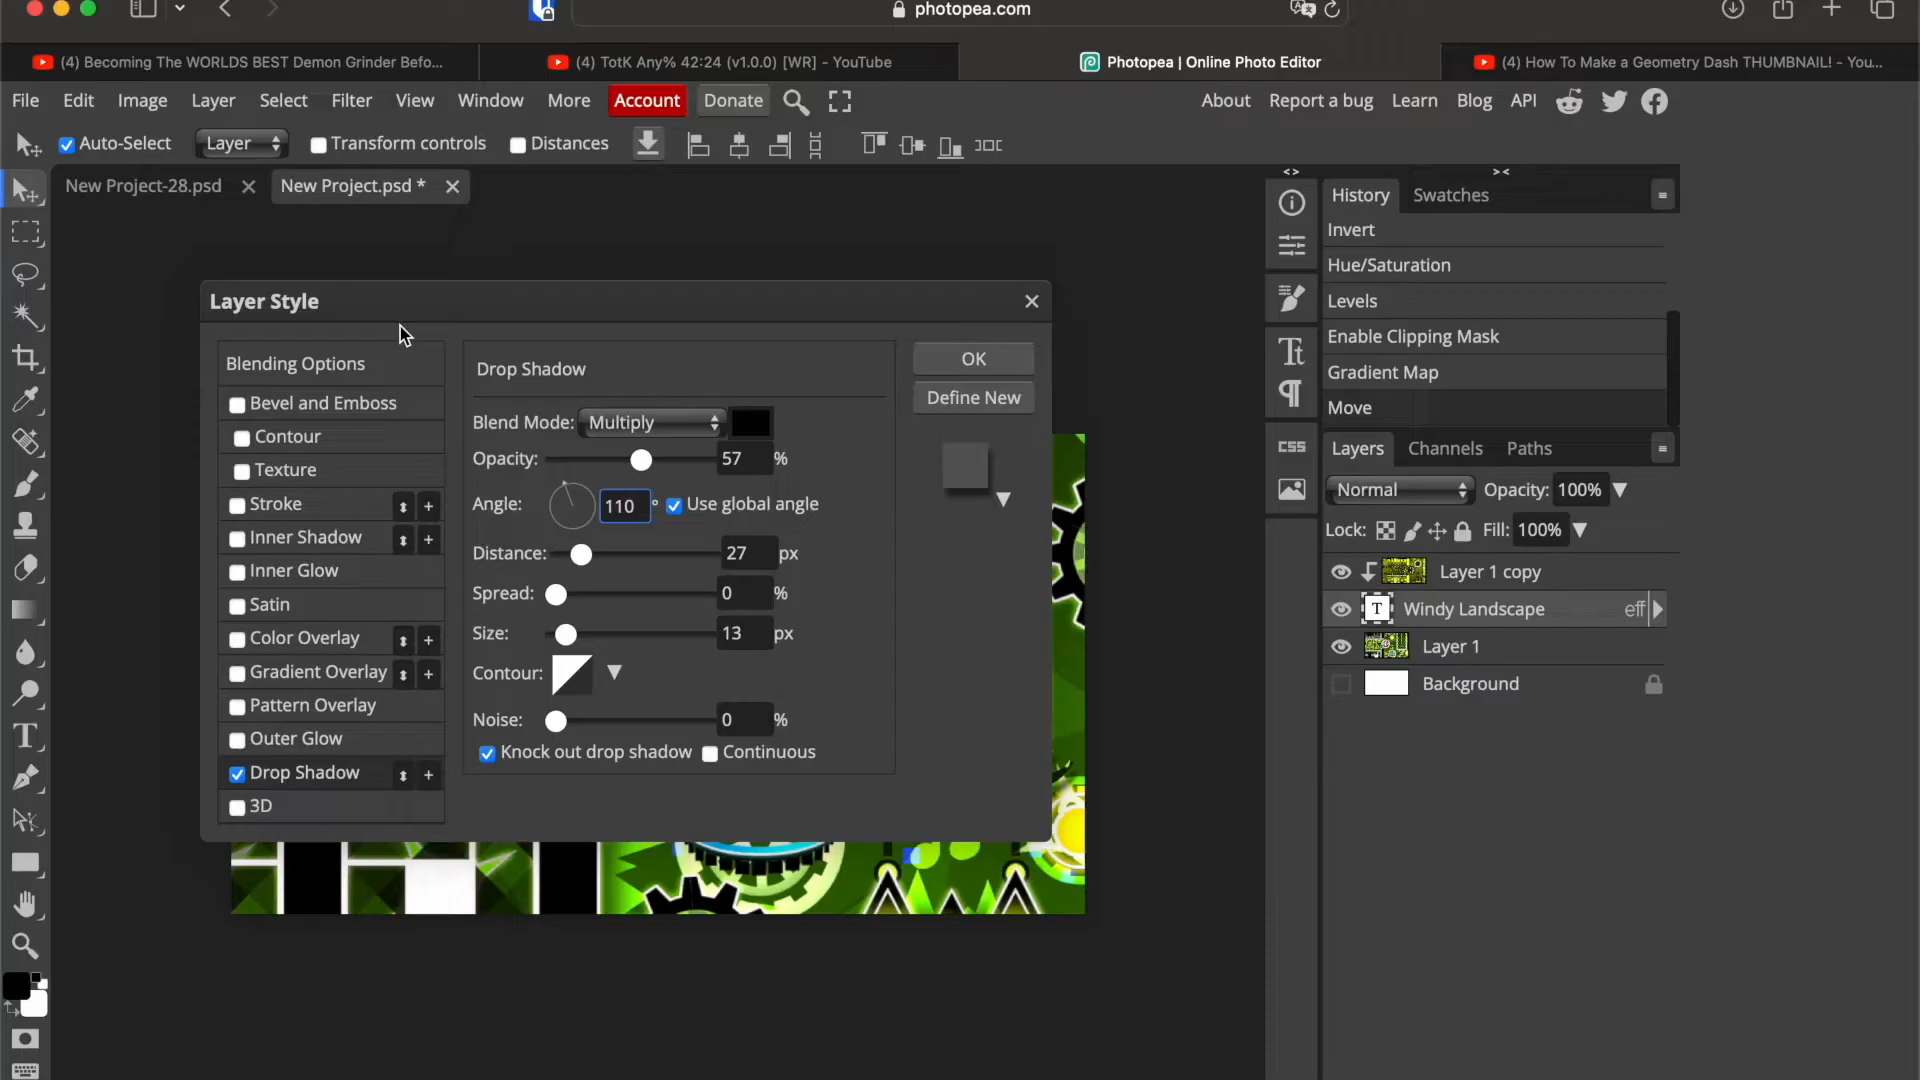 photopea.com
(4) Becoming The WORLDS BEST Demon Grinder Befo...
(4) TotK Any% 42:24 (v1.0.0) [WR] - YouTube
Photopea | Online Photo Editor
(4) How To Make a Geometry Dash THUMBNAIL! - You...
File Edit Image Layer Select Filter View Window More Account Donate
About Report a bug Learn Blog API
Auto-Select Layer Transform controls Distances
New Project-28.psd New Project.psd *
Layer Style
Blending Options
Bevel and Emboss
Contour
Texture
Stroke +
Inner Shadow +
Inner Glow
Satin
Color Overlay +
Gradient Overlay +
Pattern Overlay
Outer Glow
Drop Shadow +
3D
Drop Shadow
Blend Mode: Multiply
Opacity: 57 %
Angle: 110 ° Use global angle
Distance: 27 px
Spread: 0 %
Size: 13 px
Contour:
Noise: 0 %
Knock out drop shadow Continuous
OK
Define New
CSS
History Swatches
Invert
Hue/Saturation
Levels
Enable Clipping Mask
Gradient Map
Move
Layers Channels Paths
Normal Opacity: 100%
Lock: Fill: 100%
Layer 1 copy
T Windy Landscape eff
Layer 1
Background